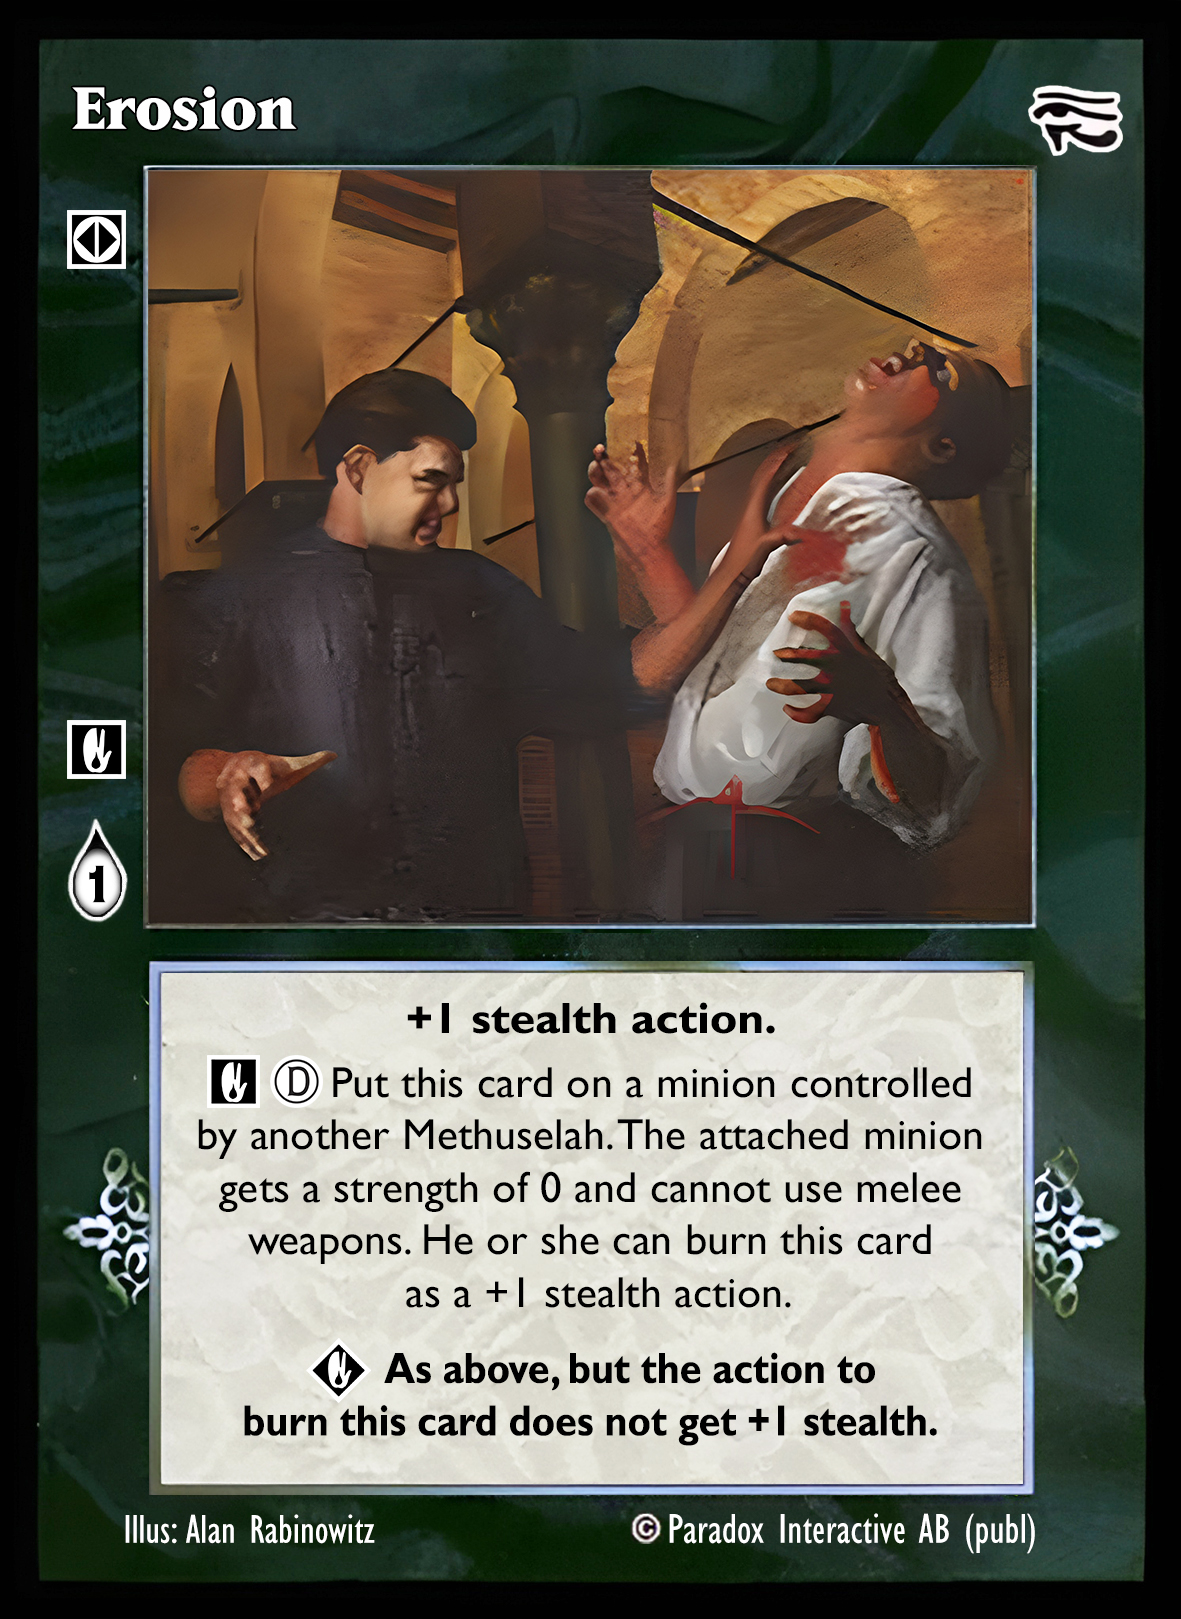 Erosion
1
+1 stealth action.
D Put this card on a minion controlled
by another Methuselah. The attached minion
gets a strength of 0 and cannot use melee
weapons. He or she can burn this card
as a +1 stealth action.
As above, but the action to
burn this card does not get +1 stealth.
Illus: Alan Rabinowitz
© Paradox Interactive AB (publ)